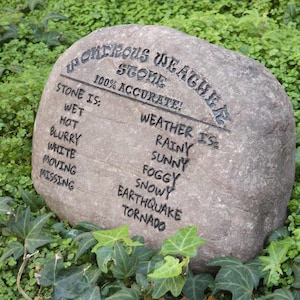 WONDROUS WEATHER
STONE
100% ACCURATE!
STONE IS:
WET
HOT
BLURRY
WHITE
MOVING
MISSING
WEATHER IS:
RAINY
SUNNY
FOGGY
SNOWY
EARTHQUAKE
TORNADO